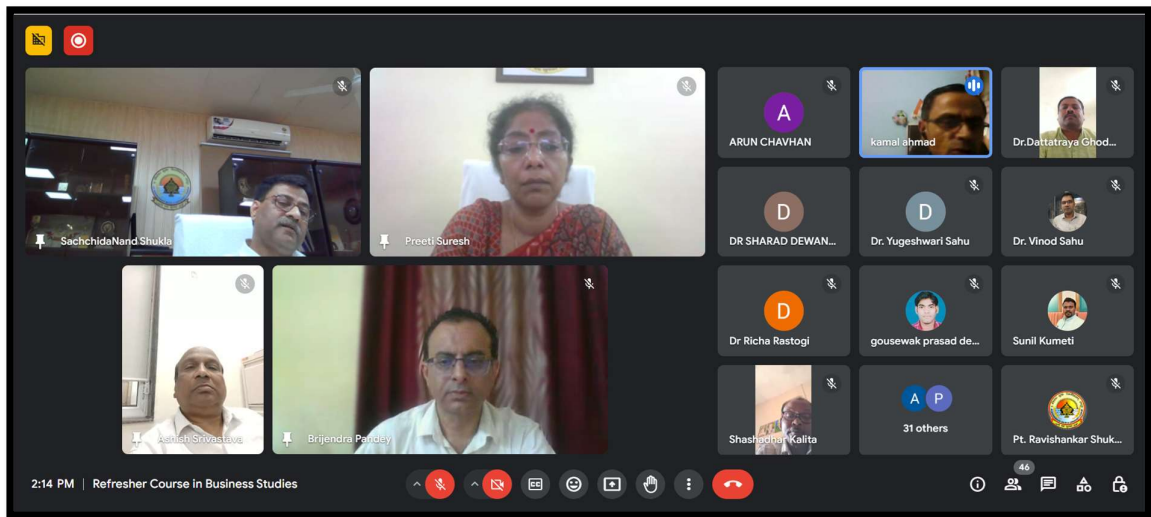 SachchidaNand Shukla
Preeti Suresh
A
ARUN CHAVHAN
kamal ahmad
Dr.Dattatraya Ghod...
D
DR SHARAD DEWAN...
D
Dr. Yugeshwari Sahu
Dr. Vinod Sahu
Ashish Srivastava
Brijendra Pandey
D
Dr Richa Rastogi
gousewak prasad de...
Sunil Kumeti
Shashadhar Kalita
A P
31 others
Pt. Ravishankar Shuk...
2:14 PM | Refresher Course in Business Studies
CC
46